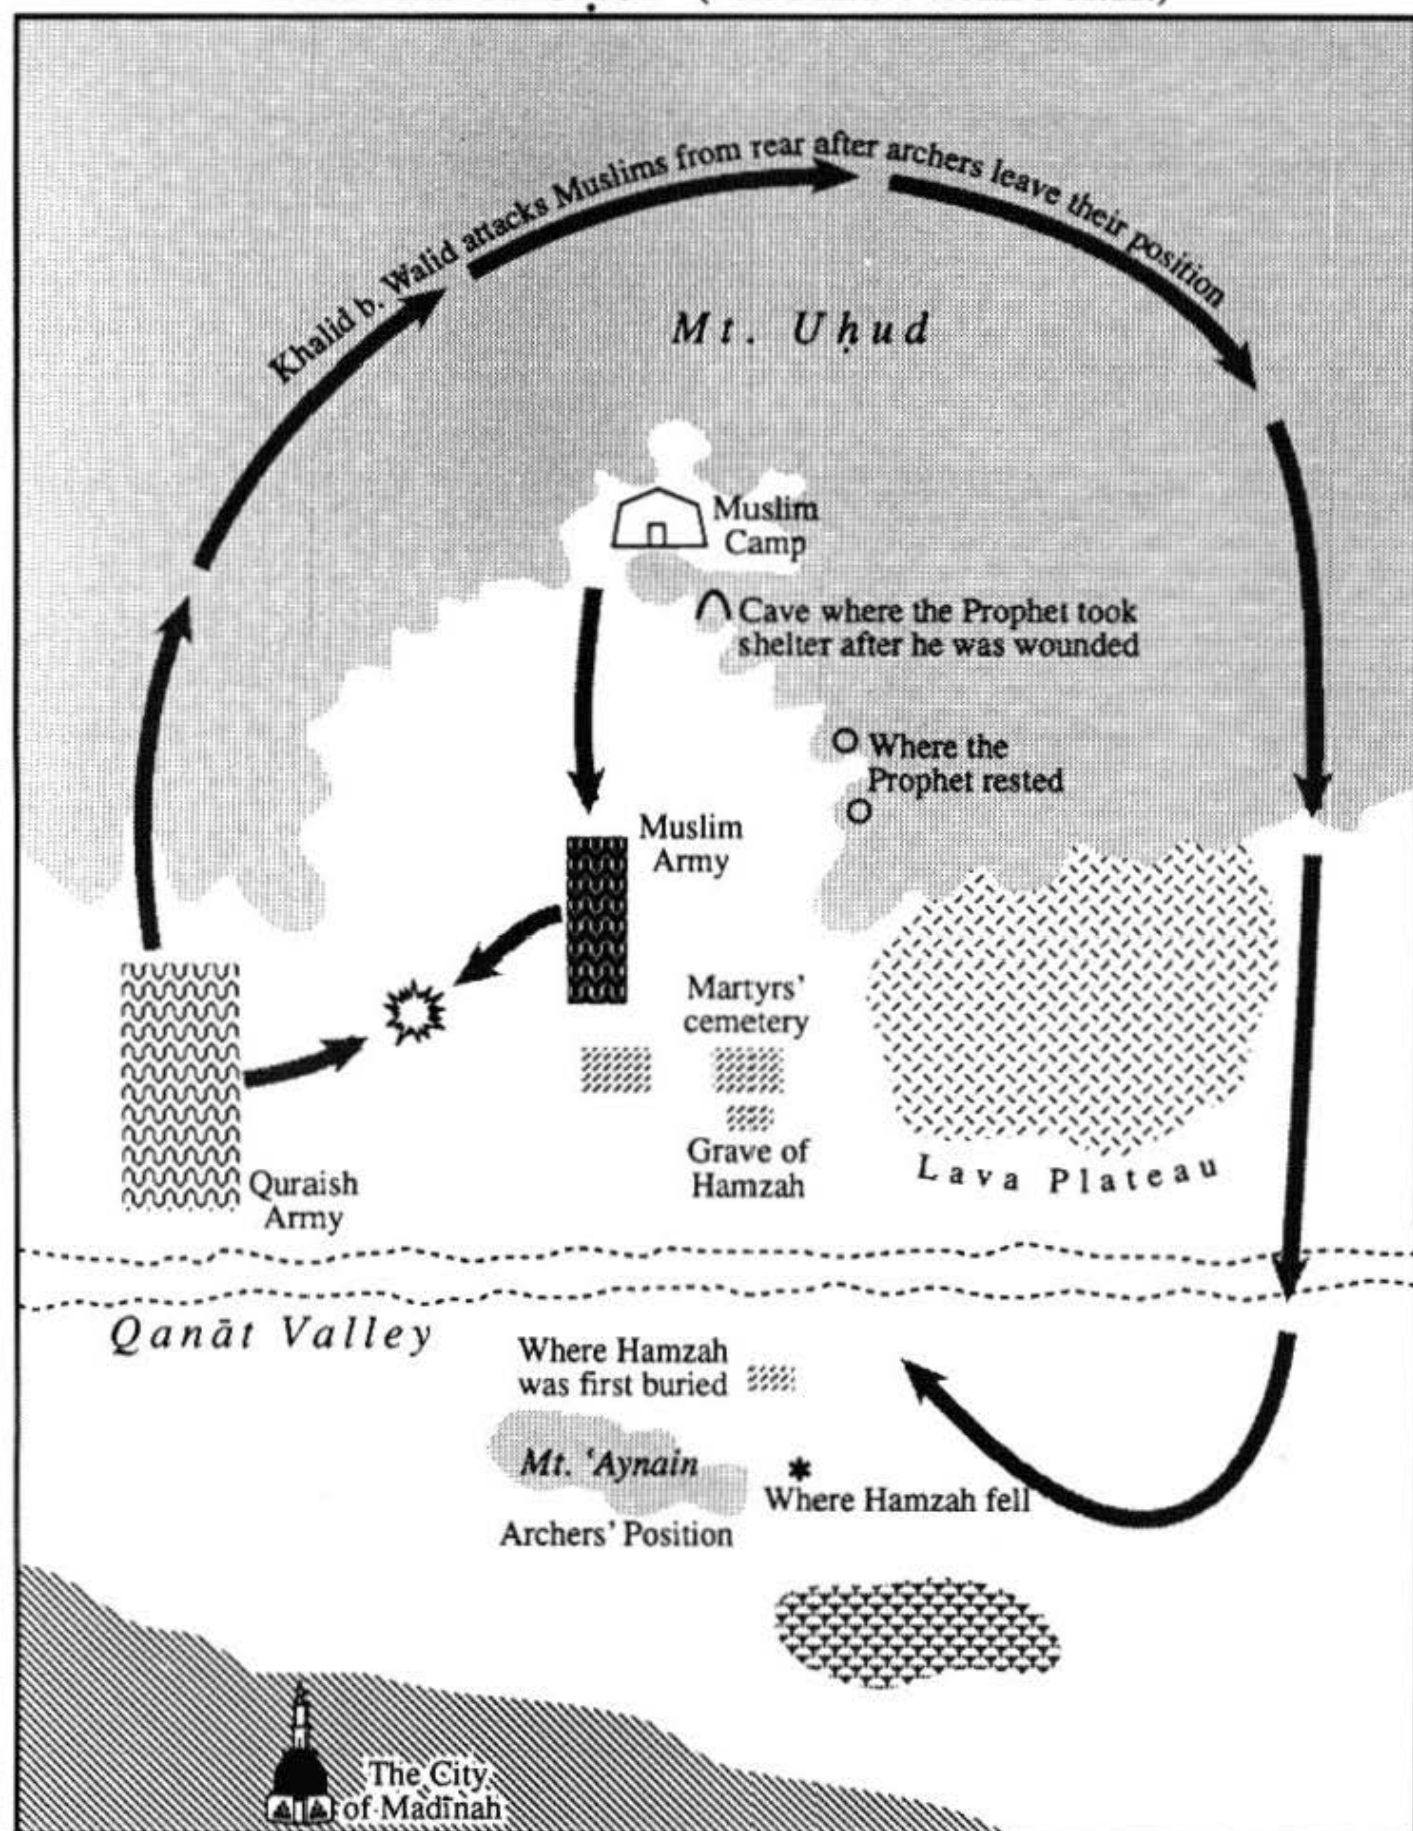 Khalid b. Walid attacks Muslims from rear after archers leave their position
Mt. Uḥud
Muslim
Camp
Cave where the Prophet took
shelter after he was wounded
Where the
Prophet rested
Muslim
Army
Martyrs'
cemetery
Grave of
Hamzah
Lava Plateau
Quraish
Army
Qanāt Valley
Where Hamzah
was first buried
Mt. ‘Aynain
Where Hamzah fell
Archers' Position
The City
of Madīnah